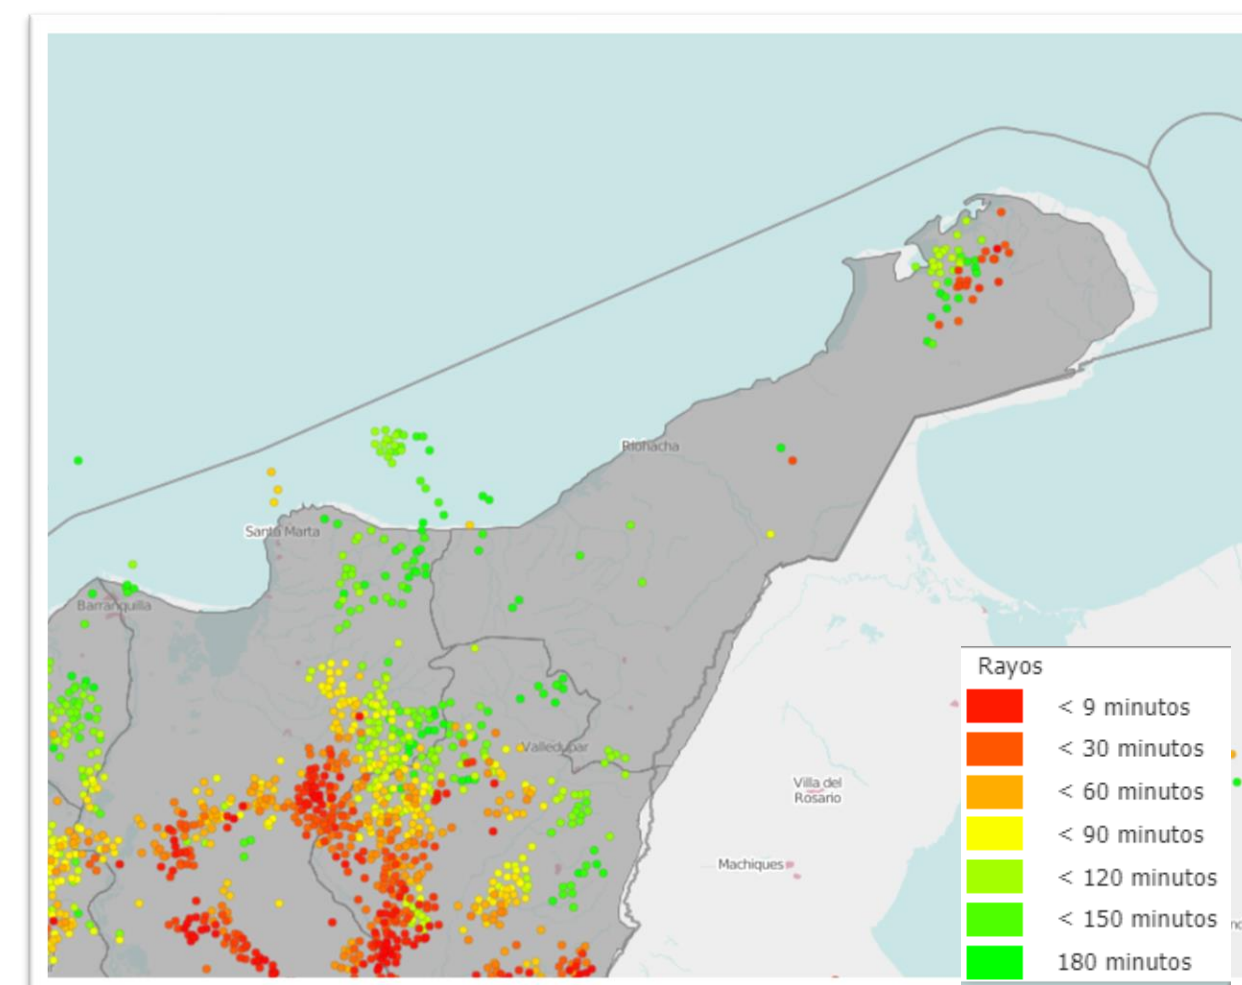 Riohacha
Santa Marta
Barranquilla
Valledupar
Villa del
Rosario
Machiques
Rayos
< 9 minutos
< 30 minutos
< 60 minutos
< 90 minutos
< 120 minutos
< 150 minutos
180 minutos